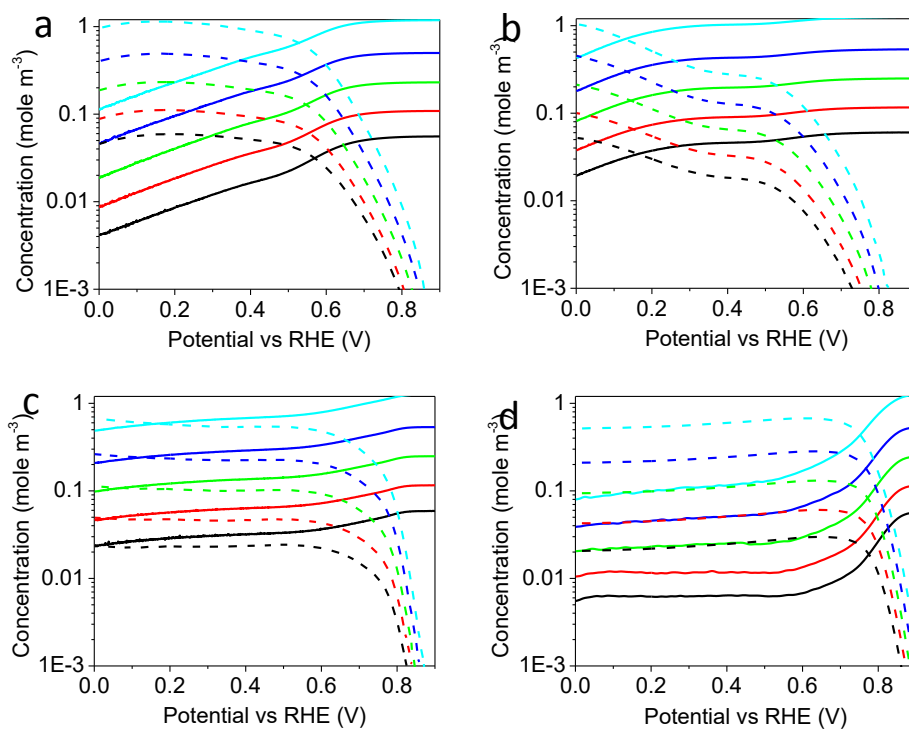 a
b
1
0.1
0.01
1E-3
Concentration (mole m⁻³)
0.0 0.2 0.4 0.6 0.8
Potential vs RHE (V)
1
0.1
0.01
1E-3
Concentration (mole m⁻³)
0.0 0.2 0.4 0.6 0.8
Potential vs RHE (V)
c
d
1
0.1
0.01
1E-3
Concentration (mole m⁻³)
0.0 0.2 0.4 0.6 0.8
Potential vs RHE (V)
1
0.1
0.01
1E-3
Concentration (mole m⁻³)
0.0 0.2 0.4 0.6 0.8
Potential vs RHE (V)